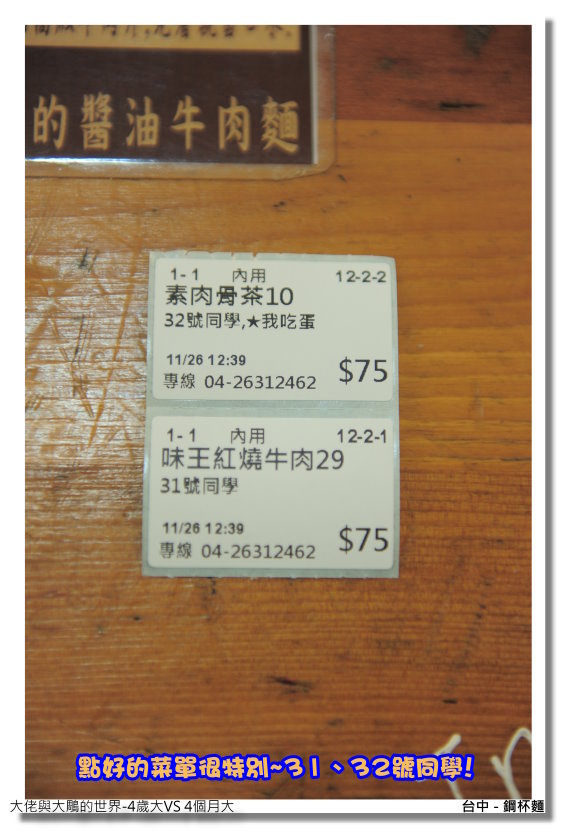 的醬油牛肉麵
1-1 內用 12-2-2
素肉骨茶10
32號同學,★我吃蛋
11/26 12:39
$75
專線 04-26312462
1-1 內用 12-2-1
味王紅燒牛肉29
31號同學
11/26 12:39
$75
專線 04-26312462
點好的菜單很特別~31、32號同學!
大佬與大鵰的世界-4歲大VS 4個月大
台中 - 鋼杯麵